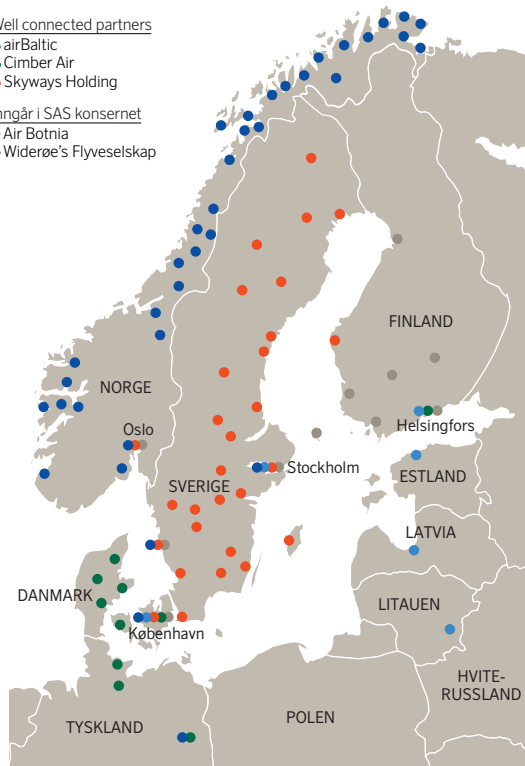 Well connected partners
airBaltic
Cimber Air
Skyways Holding
nngår i SAS konsernet
Air Botnia
Widerøe's Flyveselskap
FINLAND
NORGE
Oslo
Helsingfors
Stockholm
SVERIGE
ESTLAND
LATVIA
DANMARK
LITAUEN
København
HVITE-
RUSSLAND
POLEN
TYSKLAND